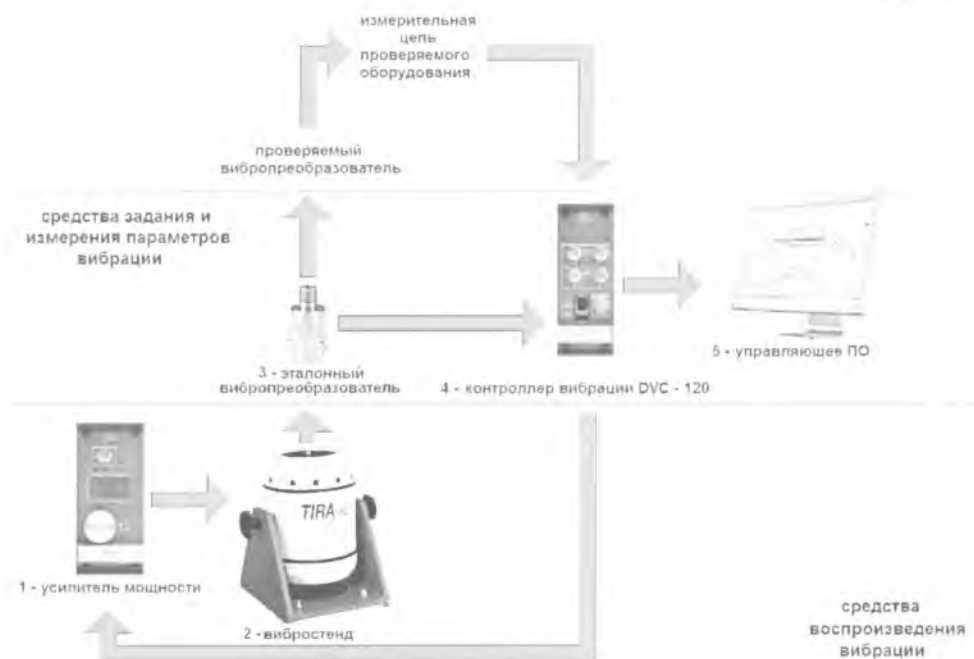 измерительная
цепь
проверяемого
оборудования
проверяемый
вибропреобразователь
средства задания и
измерения параметров
вибрации
3 - эталонный
вибропреобразователь
4 - контроллер вибрации DVC - 120
5 - управляющее ПО
TIRA
1 - усилитель мощности
2 - вибростенд
средства
воспроизведения
вибрации